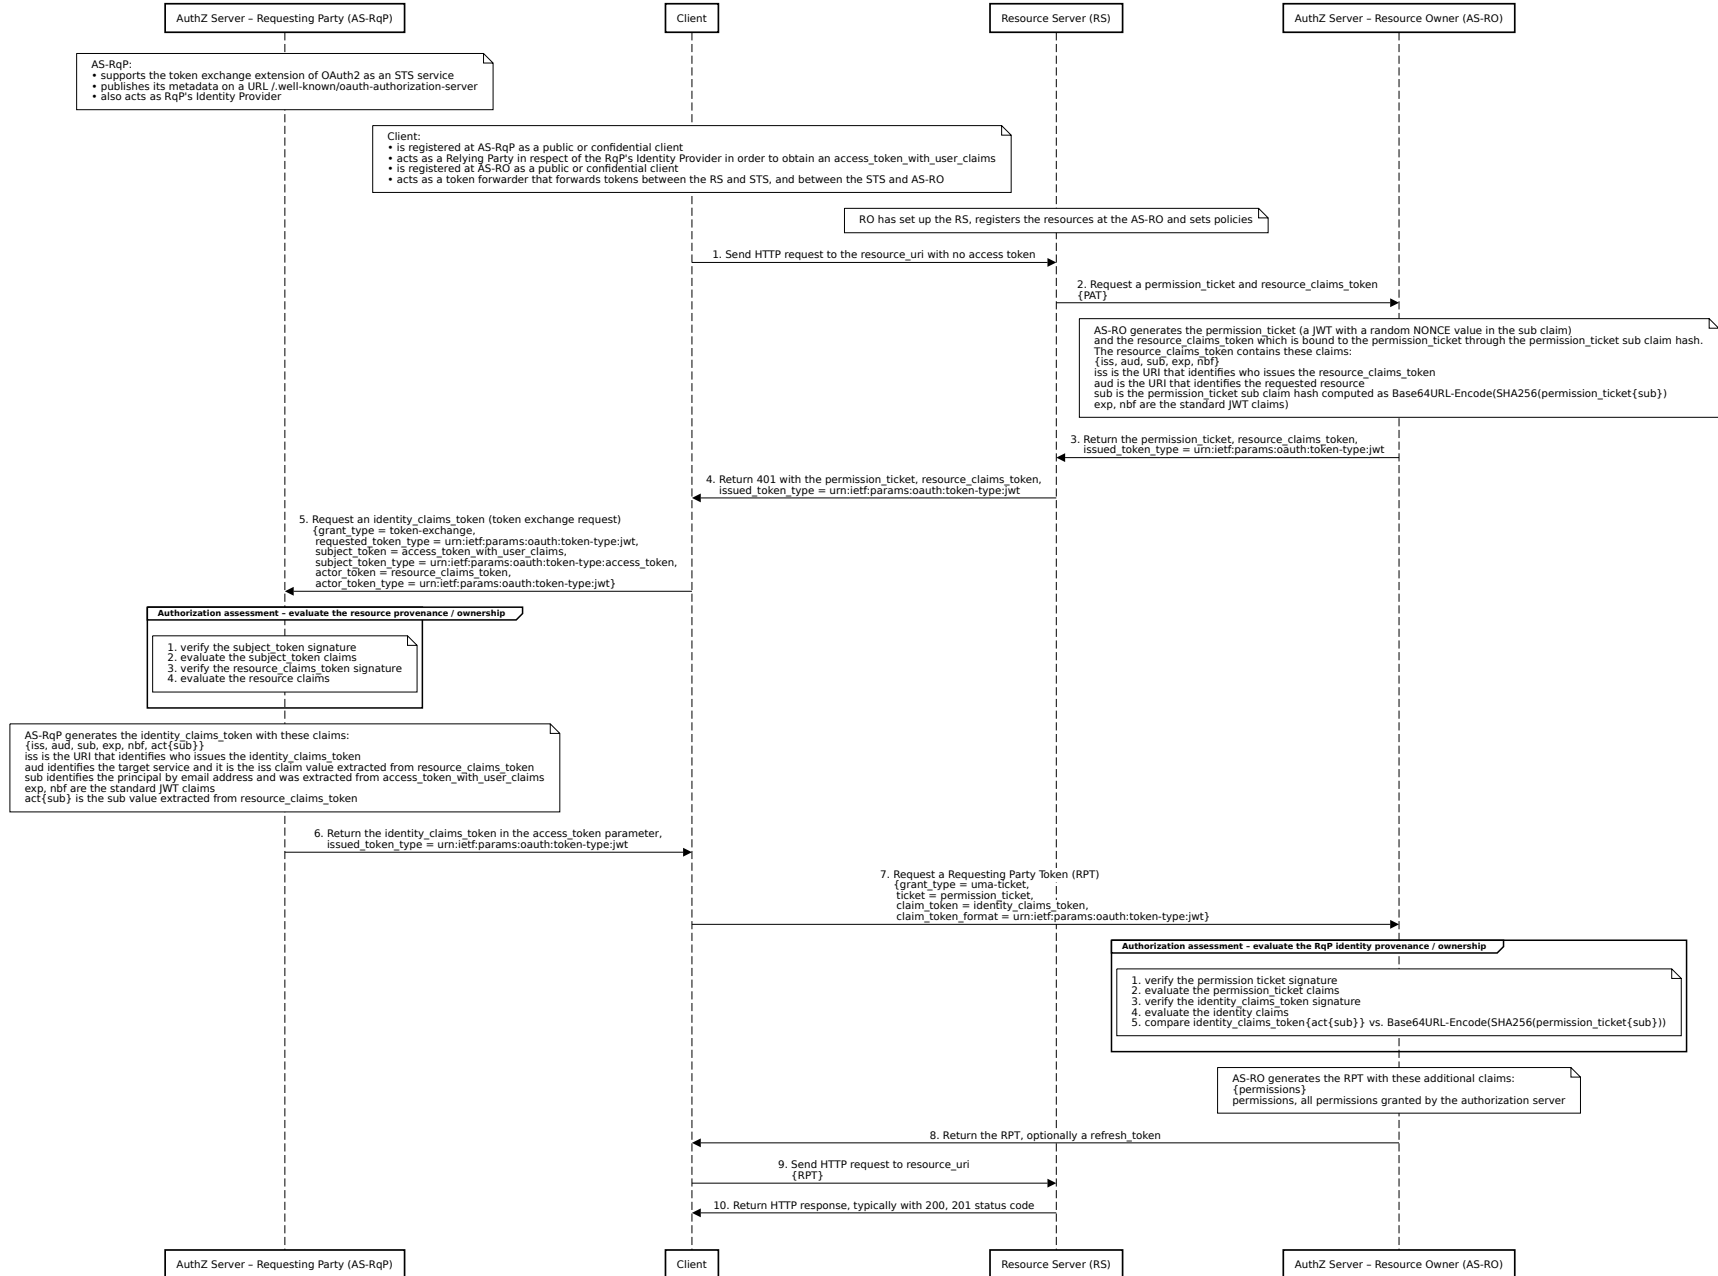 AuthZ Server – Requesting Party (AS-RqP)
Client
Resource Server (RS)
AuthZ Server – Resource Owner (AS-RO)
AS-RqP:
• supports the token exchange extension of OAuth2 as an STS service
• publishes its metadata on a URL /.well-known/oauth-authorization-server
• also acts as RqP's Identity Provider
Client:
• is registered at AS-RqP as a public or confidential client
• acts as a Relying Party in respect of the RqP's Identity Provider in order to obtain an access_token_with_user_claims
• is registered at AS-RO as a public or confidential client
• acts as a token forwarder that forwards tokens between the RS and STS, and between the STS and AS-RO
RO has set up the RS, registers the resources at the AS-RO and sets policies
1. Send HTTP request to the resource_uri with no access token
2. Request a permission_ticket and resource_claims_token
{PAT}
AS-RO generates the permission_ticket (a JWT with a random NONCE value in the sub claim)
and the resource_claims_token which is bound to the permission_ticket through the permission_ticket sub claim hash.
The resource_claims_token contains these claims:
{iss, aud, sub, exp, nbf}
iss is the URI that identifies who issues the resource_claims_token
aud is the URI that identifies the requested resource
sub is the permission_ticket sub claim hash computed as Base64URL-Encode(SHA256(permission_ticket{sub})
exp, nbf are the standard JWT claims)
3. Return the permission_ticket, resource_claims_token,
issued_token_type = urn:ietf:params:oauth:token-type:jwt
4. Return 401 with the permission_ticket, resource_claims_token,
issued_token_type = urn:ietf:params:oauth:token-type:jwt
5. Request an identity_claims_token (token exchange request)
{grant_type = token-exchange,
requested_token_type = urn:ietf:params:oauth:token-type:jwt,
subject_token = access_token_with_user_claims,
subject_token_type = urn:ietf:params:oauth:token-type:access_token,
actor_token = resource_claims_token,
actor_token_type = urn:ietf:params:oauth:token-type:jwt}
Authorization assessment – evaluate the resource provenance / ownership
1. verify the subject_token signature
2. evaluate the subject_token claims
3. verify the resource_claims_token signature
4. evaluate the resource claims
AS-RqP generates the identity_claims_token with these claims:
{iss, aud, sub, exp, nbf, act{sub}}
iss is the URI that identifies who issues the identity_claims_token
aud identifies the target service and it is the iss claim value extracted from resource_claims_token
sub identifies the principal by email address and was extracted from access_token_with_user_claims
exp, nbf are the standard JWT claims
act{sub} is the sub value extracted from resource_claims_token
6. Return the identity_claims_token in the access_token parameter,
issued_token_type = urn:ietf:params:oauth:token-type:jwt
7. Request a Requesting Party Token (RPT)
{grant_type = uma-ticket,
ticket = permission_ticket,
claim_token = identity_claims_token,
claim_token_format = urn:ietf:params:oauth:token-type:jwt}
Authorization assessment – evaluate the RqP identity provenance / ownership
1. verify the permission ticket signature
2. evaluate the permission_ticket claims
3. verify the identity_claims_token signature
4. evaluate the identity claims
5. compare identity_claims_token{act{sub}} vs. Base64URL-Encode(SHA256(permission_ticket{sub}))
AS-RO generates the RPT with these additional claims:
{permissions}
permissions, all permissions granted by the authorization server
8. Return the RPT, optionally a refresh_token
9. Send HTTP request to resource_uri
{RPT}
10. Return HTTP response, typically with 200, 201 status code
AuthZ Server – Requesting Party (AS-RqP)
Client
Resource Server (RS)
AuthZ Server – Resource Owner (AS-RO)